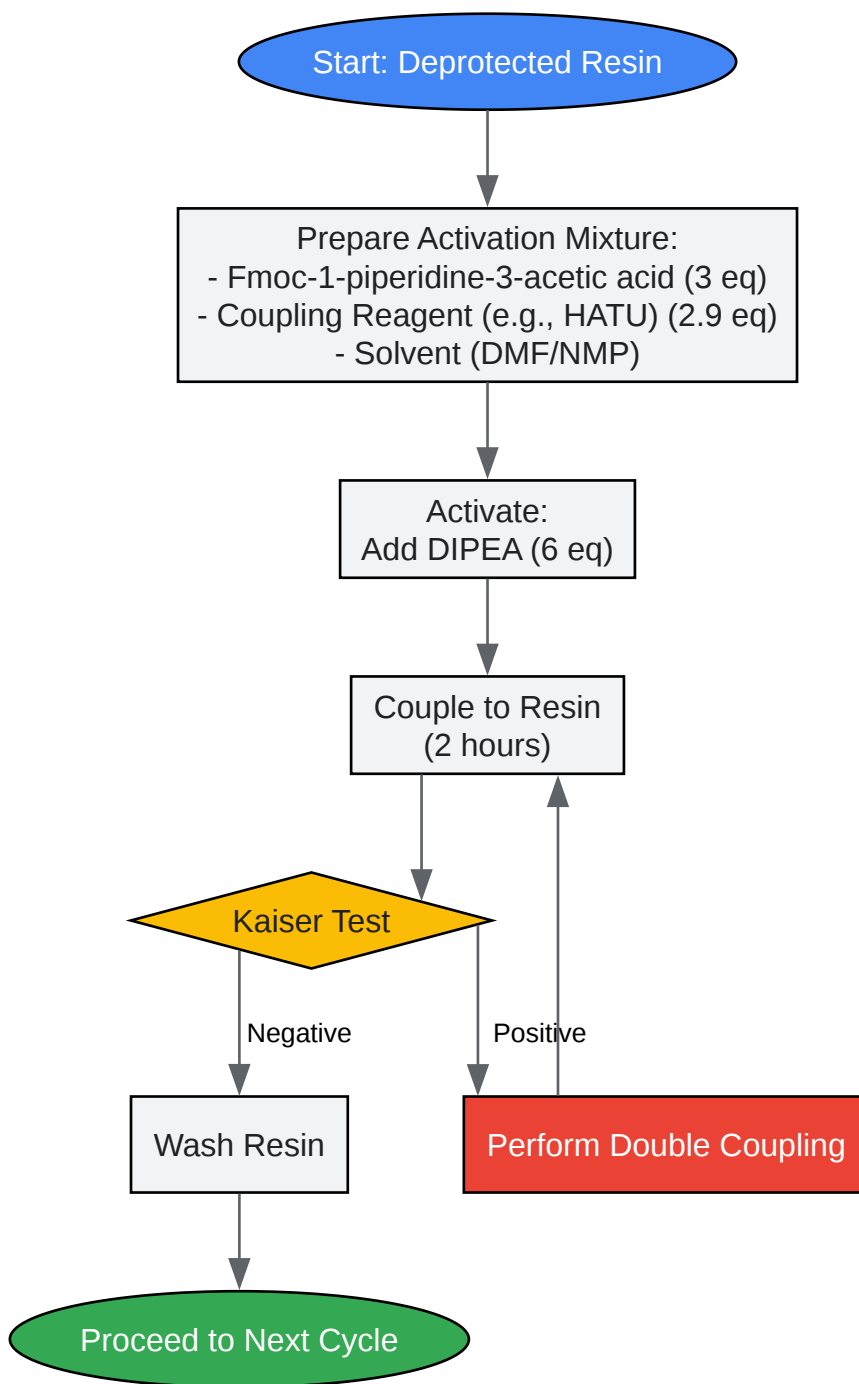 Start: Deprotected Resin
Prepare Activation Mixture:
- Fmoc-1-piperidine-3-acetic acid (3 eq)
- Coupling Reagent (e.g., HATU) (2.9 eq)
- Solvent (DMF/NMP)
Activate:
Add DIPEA (6 eq)
Couple to Resin
(2 hours)
Kaiser Test
Negative
Positive
Wash Resin
Perform Double Coupling
Proceed to Next Cycle